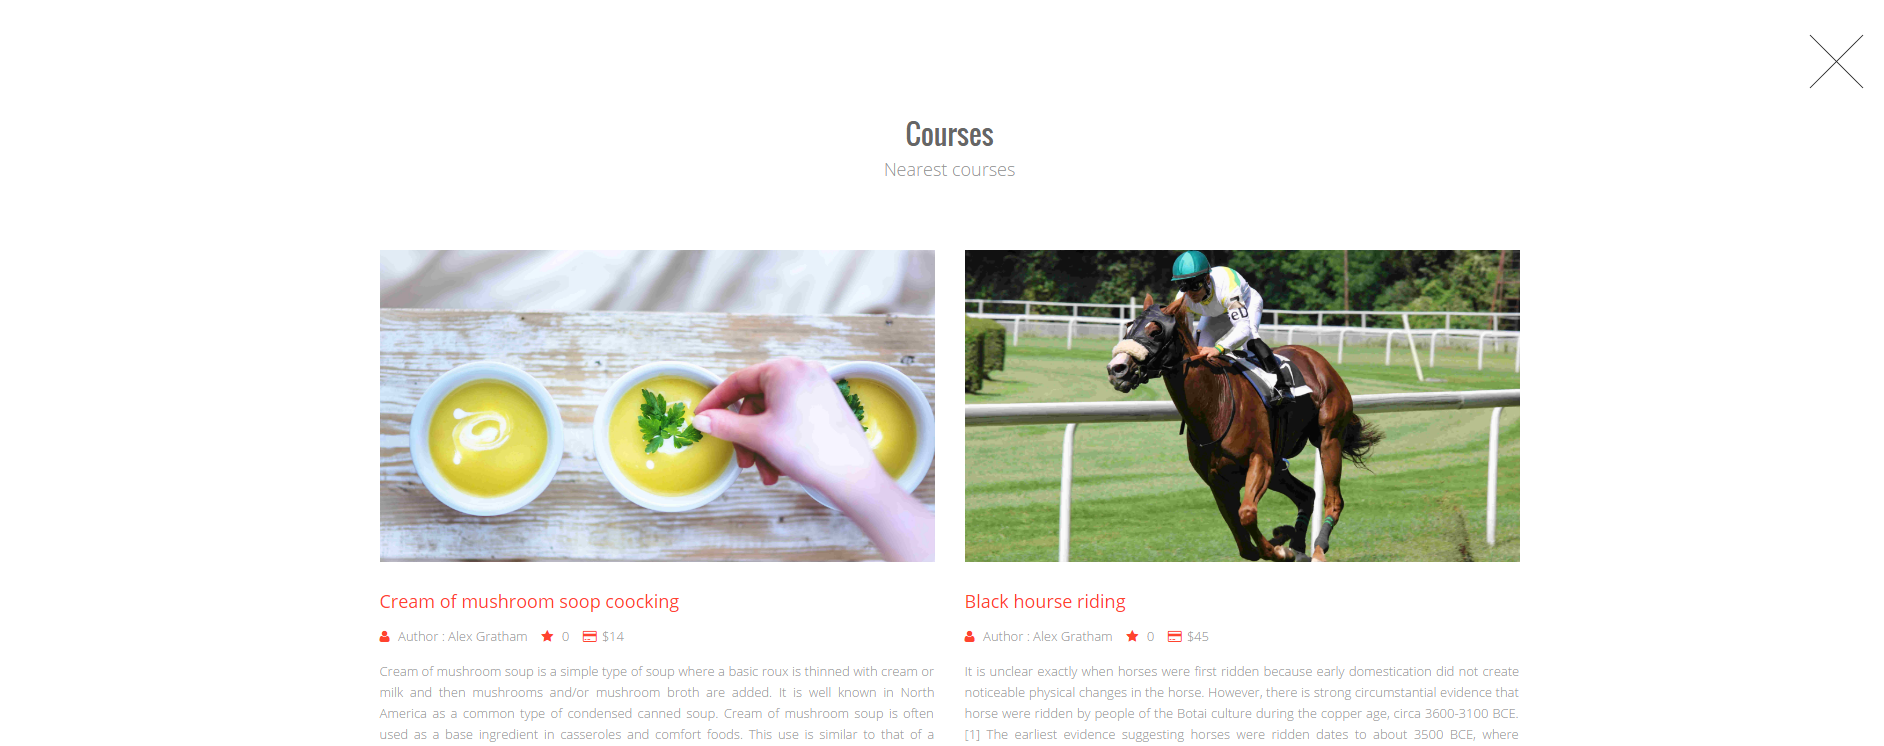 Courses
Nearest courses
eD
Cream of mushroom soop coocking
Author : Alex Gratham 0 $14
Cream of mushroom soup is a simple type of soup where a basic roux is thinned with cream or
milk and then mushrooms and/or mushroom broth are added. It is well known in North
America as a common type of condensed canned soup. Cream of mushroom soup is often
used as a base ingredient in casseroles and comfort foods. This use is similar to that of a
Black hourse riding
Author : Alex Gratham 0 $45
It is unclear exactly when horses were first ridden because early domestication did not create
noticeable physical changes in the horse. However, there is strong circumstantial evidence that
horse were ridden by people of the Botai culture during the copper age, circa 3600-3100 BCE.
[1] The earliest evidence suggesting horses were ridden dates to about 3500 BCE, where